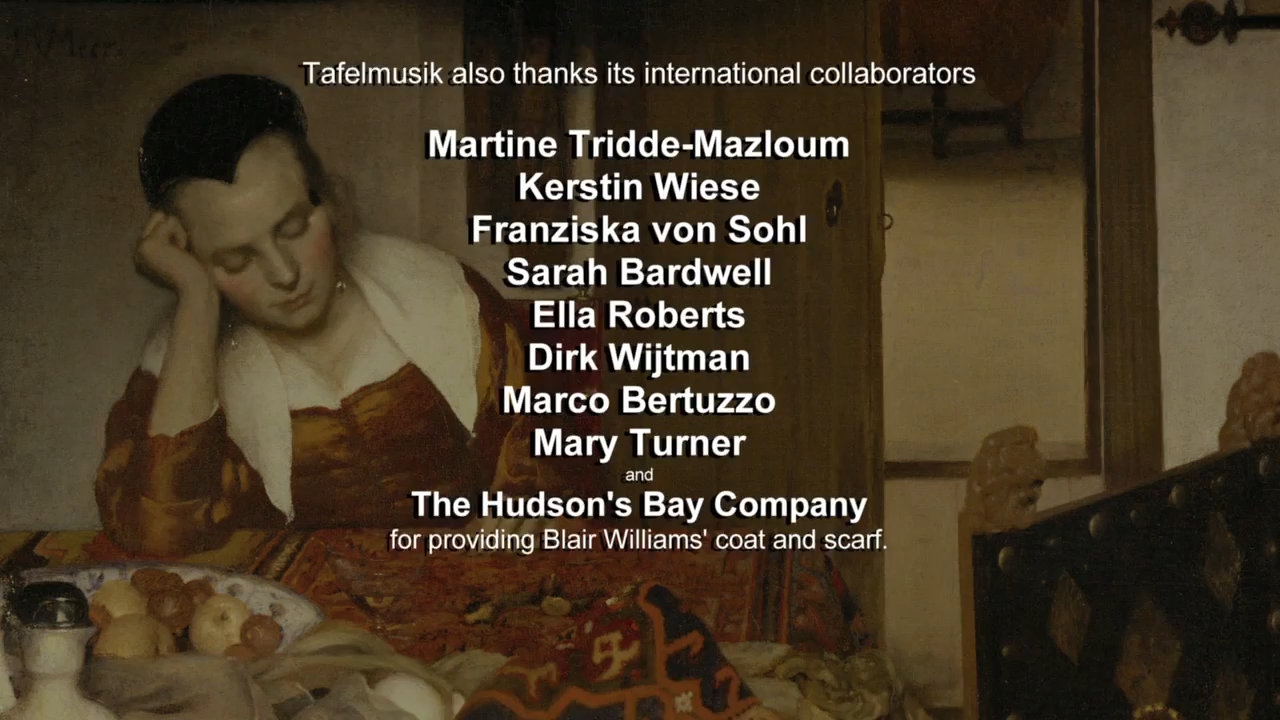 Tafelmusik also thanks its international collaborators
Martine Tridde-Mazloum
Kerstin Wiese
Franziska von Sohl
Sarah Bardwell
Ella Roberts
Dirk Wijtman
Marco Bertuzzo
Mary Turner
and
The Hudson's Bay Company
for providing Blair Williams' coat and scarf.